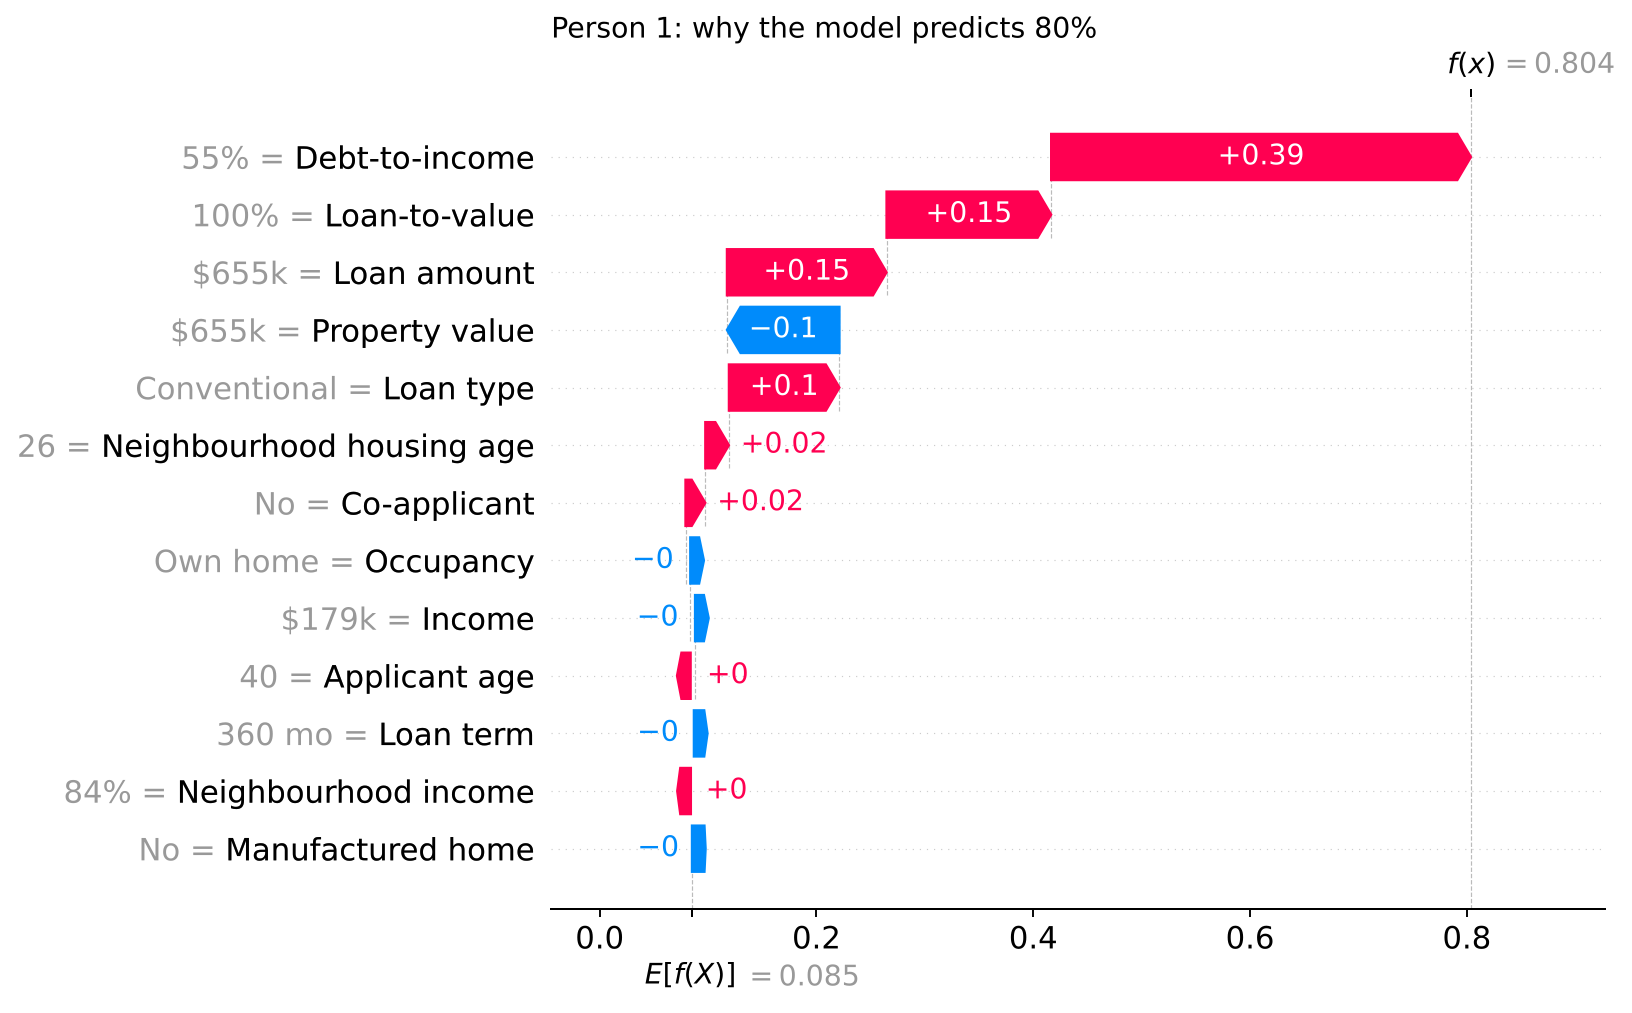 Person 1: why the model predicts 80%
f(x) = 0.804
55% = Debt-to-income
+0.39
100% = Loan-to-value
+0.15
$655k = Loan amount
+0.15
$655k = Property value
−0.1
Conventional = Loan type
+0.1
26 = Neighbourhood housing age
+0.02
No = Co-applicant
+0.02
Own home = Occupancy
−0
$179k = Income
−0
40 = Applicant age
+0
360 mo = Loan term
−0
84% = Neighbourhood income
+0
No = Manufactured home
−0
0.0 0.2 0.4 0.6 0.8
E[f(X)] = 0.085